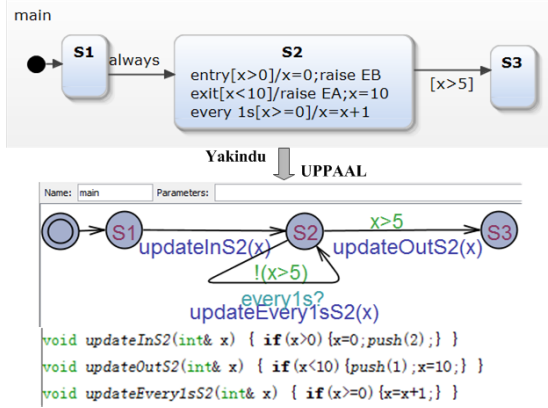 main
S1
always
S2
entry[x>0]/x=0;raise EB
exit[x<10]/raise EA;x=10
every 1s[x>=0]/x=x+1
[x>5]
S3
Yakindu
UPPAAL
Name: main Parameters:
S1
updateInS2(x)
S2
x>5
updateOutS2(x)
S3
!(x>5)
every1s?
updateEvery1sS2(x)
void updateInS2(int& x) { if(x>0){x=0;push(2);} }
void updateOutS2(int& x) { if(x<10){push(1);x=10;} }
void updateEvery1sS2(int& x) { if(x>=0){x=x+1;} }